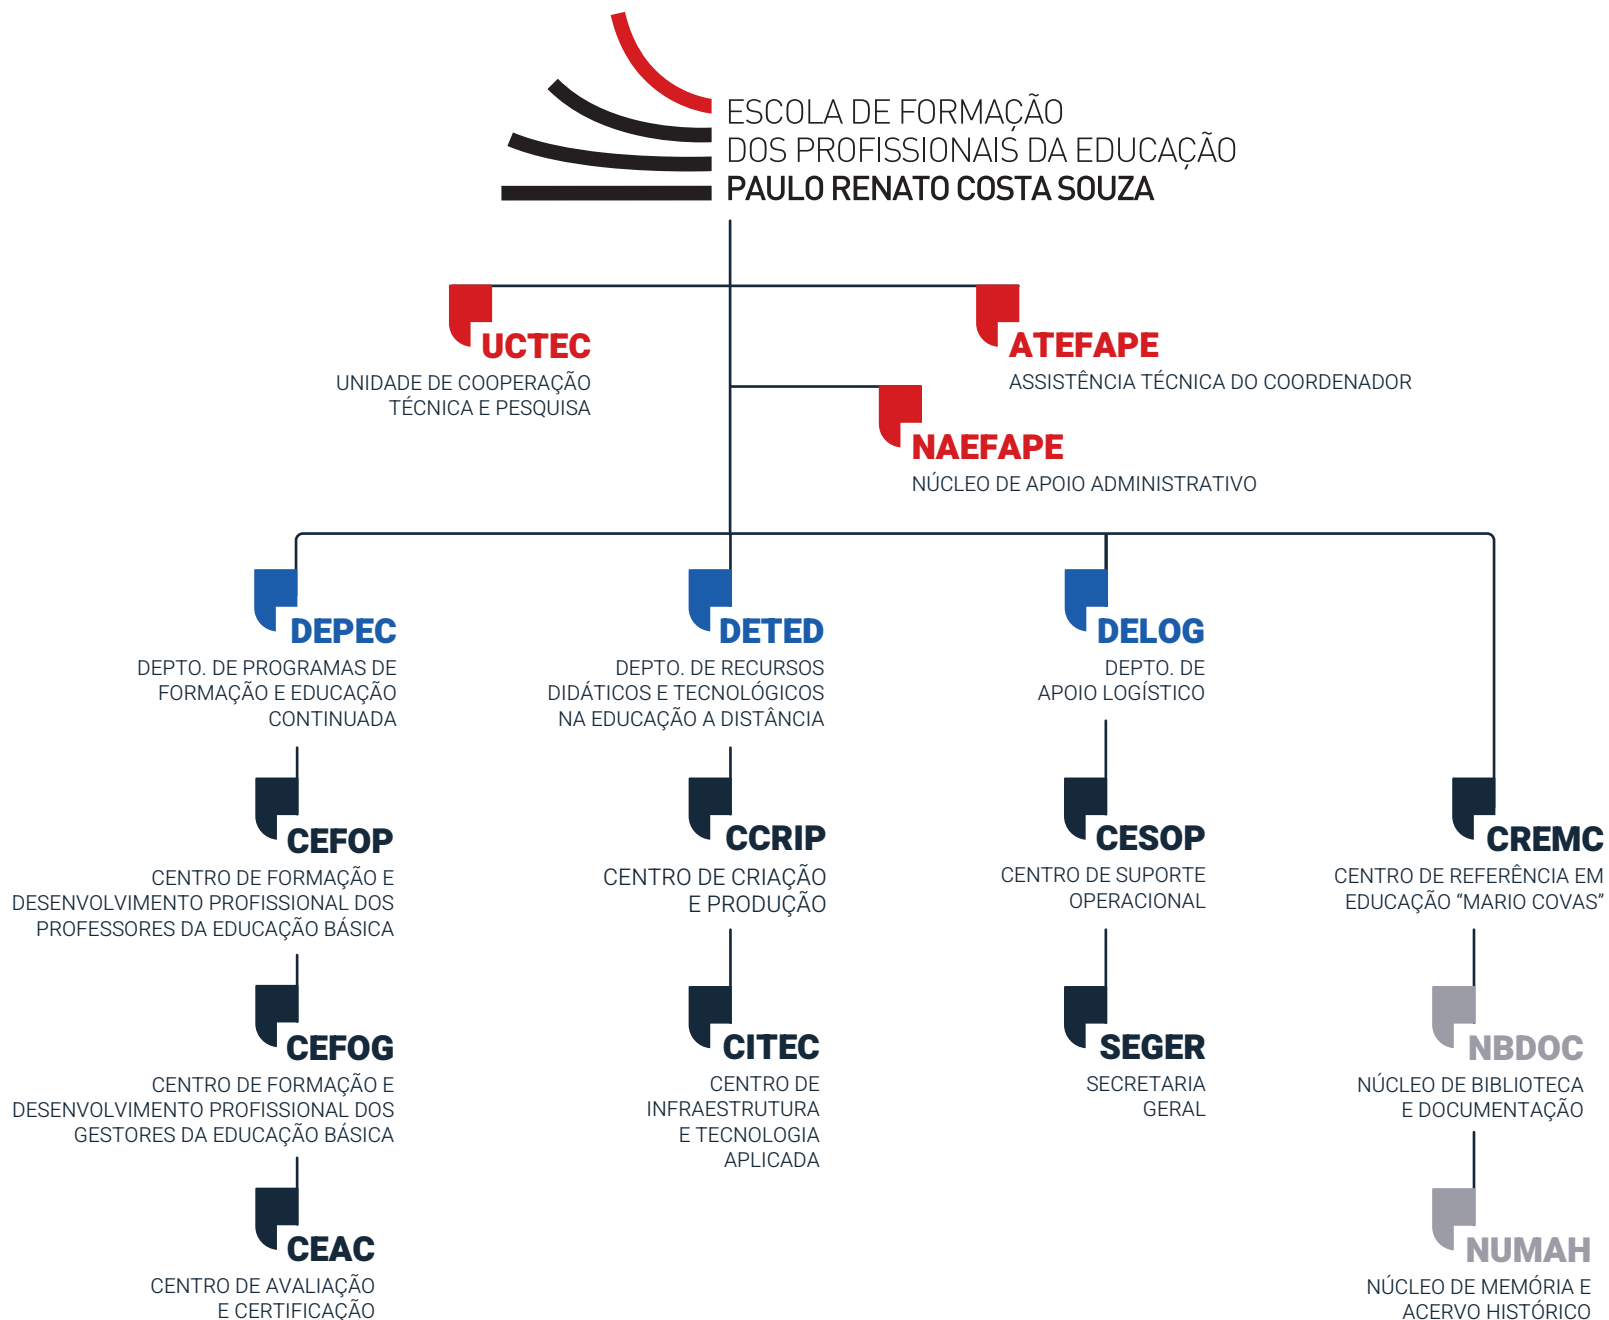 ESCOLA DE FORMAÇÃO
DOS PROFISSIONAIS DA EDUCAÇÃO
PAULO RENATO COSTA SOUZA
UCTEC
UNIDADE DE COOPERAÇÃO
TÉCNICA E PESQUISA
ATEFAPE
ASSISTÊNCIA TÉCNICA DO COORDENADOR
NAEFAPE
NÚCLEO DE APOIO ADMINISTRATIVO
DEPEC
DEPTO. DE PROGRAMAS DE
FORMAÇÃO E EDUCAÇÃO
CONTINUADA
CEFOP
CENTRO DE FORMAÇÃO E
DESENVOLVIMENTO PROFISSIONAL DOS
PROFESSORES DA EDUCAÇÃO BÁSICA
CEFOG
CENTRO DE FORMAÇÃO E
DESENVOLVIMENTO PROFISSIONAL DOS
GESTORES DA EDUCAÇÃO BÁSICA
CEAC
CENTRO DE AVALIAÇÃO
E CERTIFICAÇÃO
DETED
DEPTO. DE RECURSOS
DIDÁTICOS E TECNOLÓGICOS
NA EDUCAÇÃO A DISTÂNCIA
CCRIP
CENTRO DE CRIAÇÃO
E PRODUÇÃO
CITEC
CENTRO DE
INFRAESTRUTURA
E TECNOLOGIA
APLICADA
DELOG
DEPTO. DE
APOIO LOGÍSTICO
CESOP
CENTRO DE SUPORTE
OPERACIONAL
SEGER
SECRETARIA
GERAL
CREMC
CENTRO DE REFERÊNCIA EM
EDUCAÇÃO “MARIO COVAS”
NBDOC
NÚCLEO DE BIBLIOTECA
E DOCUMENTAÇÃO
NUMAH
NÚCLEO DE MEMÓRIA E
ACERVO HISTÓRICO